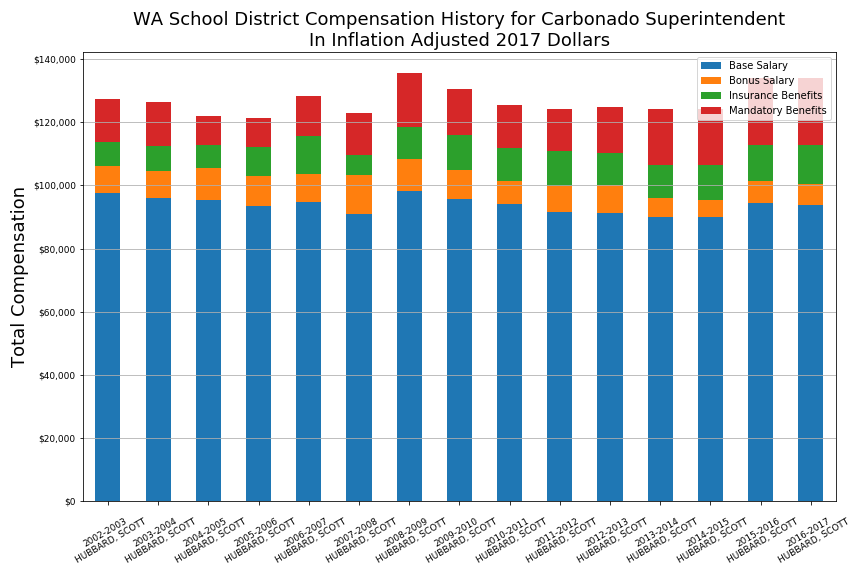 WA School District Compensation History for Carbonado Superintendent
In Inflation Adjusted 2017 Dollars
Total Compensation
$140,000
$120,000
$100,000
$80,000
$60,000
$40,000
$20,000
$0
Base Salary
Bonus Salary
Insurance Benefits
Mandatory Benefits
2002-2003
HUBBARD, SCOTT
2003-2004
HUBBARD, SCOTT
2004-2005
HUBBARD, SCOTT
2005-2006
HUBBARD, SCOTT
2006-2007
HUBBARD, SCOTT
2007-2008
HUBBARD, SCOTT
2008-2009
HUBBARD, SCOTT
2009-2010
HUBBARD, SCOTT
2010-2011
HUBBARD, SCOTT
2011-2012
HUBBARD, SCOTT
2012-2013
HUBBARD, SCOTT
2013-2014
HUBBARD, SCOTT
2014-2015
HUBBARD, SCOTT
2015-2016
HUBBARD, SCOTT
2016-2017
HUBBARD, SCOTT